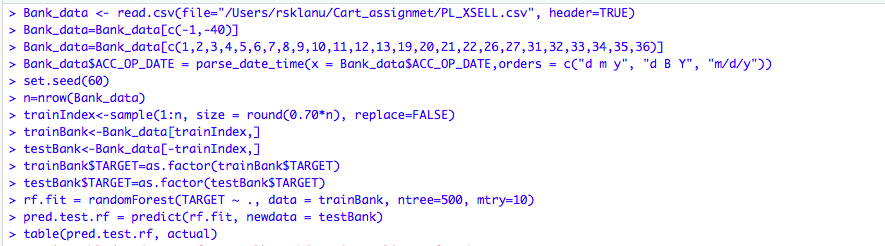 > Bank_data <- read.csv(file="/Users/rsklanu/Cart_assignmet/PL_XSELL.csv", header=TRUE)
> Bank_data=Bank_data[c(-1,-40)]
> Bank_data=Bank_data[c(1,2,3,4,5,6,7,8,9,10,11,12,13,19,20,21,22,26,27,31,32,33,34,35,36)]
> Bank_data$ACC_OP_DATE = parse_date_time(x = Bank_data$ACC_OP_DATE,orders = c("d m y", "d B Y", "m/d/y"))
> set.seed(60)
> n=nrow(Bank_data)
> trainIndex<-sample(1:n, size = round(0.70*n), replace=FALSE)
> trainBank<-Bank_data[trainIndex,]
> testBank<-Bank_data[-trainIndex,]
> trainBank$TARGET=as.factor(trainBank$TARGET)
> testBank$TARGET=as.factor(testBank$TARGET)
> rf.fit = randomForest(TARGET ~ ., data = trainBank, ntree=500, mtry=10)
> pred.test.rf = predict(rf.fit, newdata = testBank)
> table(pred.test.rf, actual)